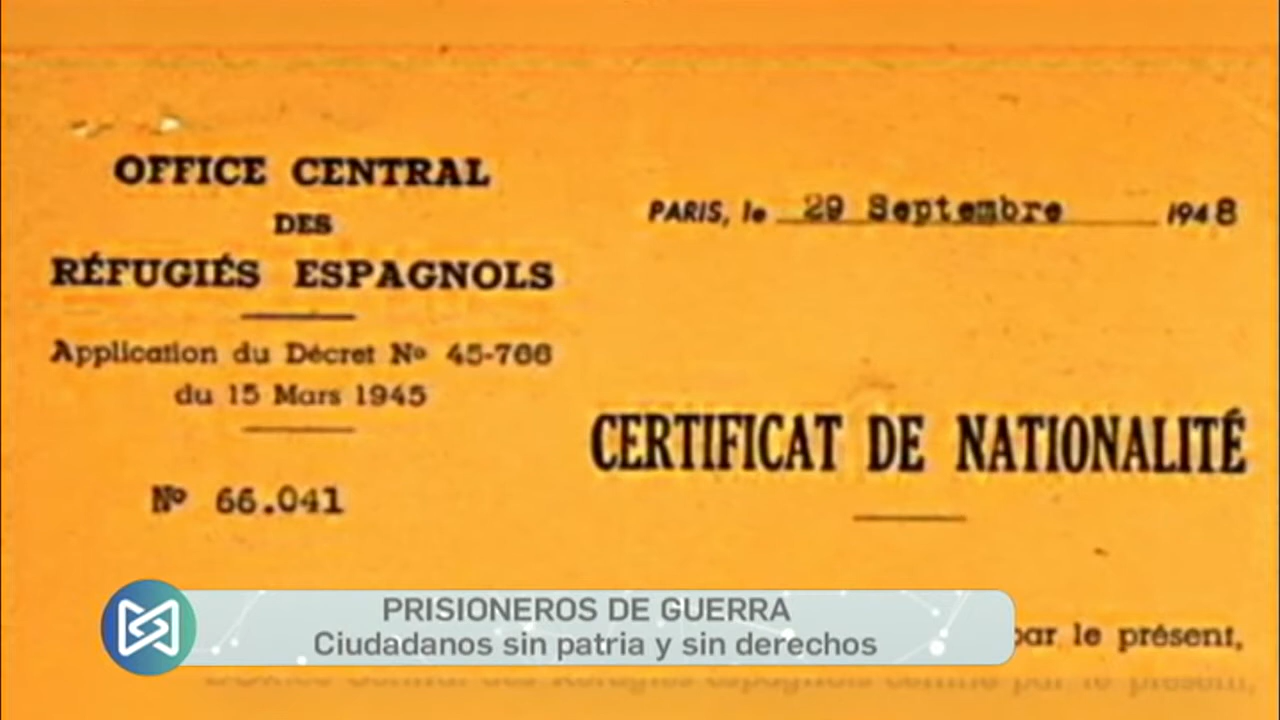 OFFICE CENTRAL
DES
RÉFUGIÉS ESPAGNOLS
Application du Décret Nº 45-766
du 15 Mars 1945
Nº 66.041
PARIS, le 29 Septembre 1948
CERTIFICAT DE NATIONALITÉ
par le présent,
PRISIONEROS DE GUERRA
Ciudadanos sin patria y sin derechos